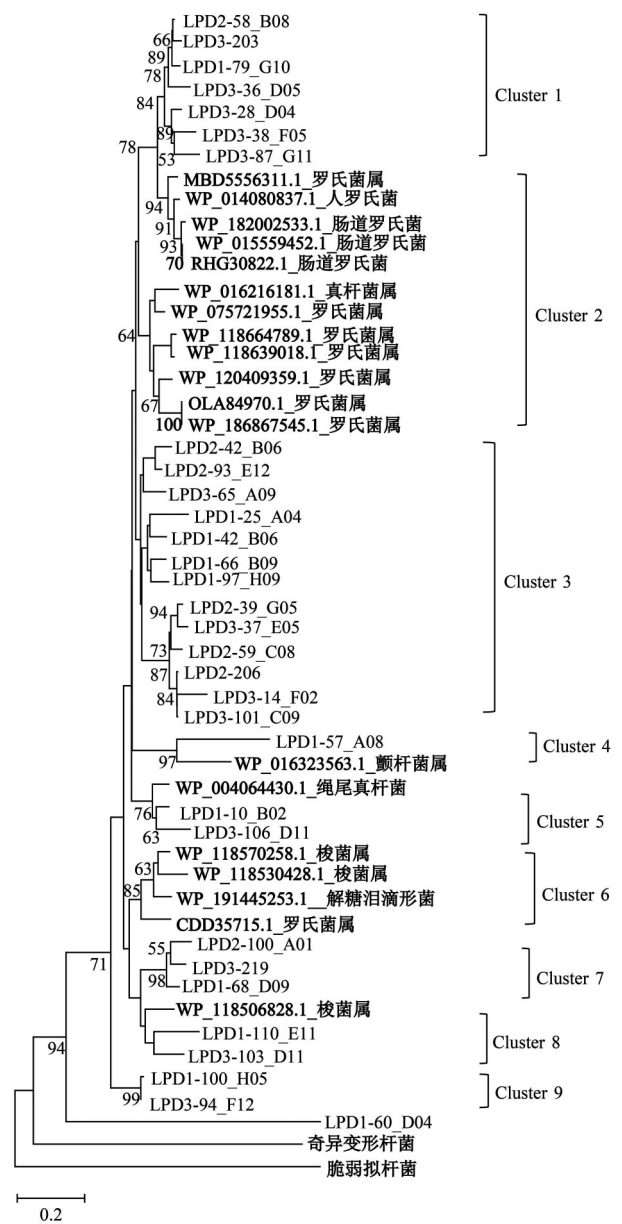 LPD2-58_B08
66
LPD3-203
89
LPD1-79_G10
78
LPD3-36_D05
84
LPD3-28_D04
89
LPD3-38_F05
78
53
LPD3-87_G11
Cluster 1
MBD5556311.1_罗氏菌属
94
WP_014080837.1_人罗氏菌
91
WP_182002533.1_肠道罗氏菌
93
WP_015559452.1_肠道罗氏菌
70
RHG30822.1_肠道罗氏菌
WP_016216181.1_真杆菌属
WP_075721955.1_罗氏菌属
64
WP_118664789.1_罗氏菌属
WP_118639018.1_罗氏菌属
WP_120409359.1_罗氏菌属
67
OLA84970.1_罗氏菌属
100
WP_186867545.1_罗氏菌属
Cluster 2
LPD2-42_B06
LPD2-93_E12
LPD3-65_A09
LPD1-25_A04
LPD1-42_B06
LPD1-66_B09
LPD1-97_H09
LPD2-39_G05
94
LPD3-37_E05
73
LPD2-59_C08
87
LPD2-206
84
LPD3-14_F02
LPD3-101_C09
Cluster 3
LPD1-57_A08
97
WP_016323563.1_颤杆菌属
Cluster 4
WP_004064430.1_绳尾真杆菌
76
LPD1-10_B02
63
LPD3-106_D11
Cluster 5
WP_118570258.1_梭菌属
63
WP_118530428.1_梭菌属
85
WP_191445253.1__解糖泪滴形菌
CDD35715.1_罗氏菌属
Cluster 6
LPD2-100_A01
55
LPD3-219
71
98
LPD1-68_D09
Cluster 7
WP_118506828.1_梭菌属
LPD1-110_E11
94
LPD3-103_D11
Cluster 8
LPD1-100_H05
99
LPD3-94_F12
Cluster 9
LPD1-60_D04
奇异变形杆菌
脆弱拟杆菌
0.2